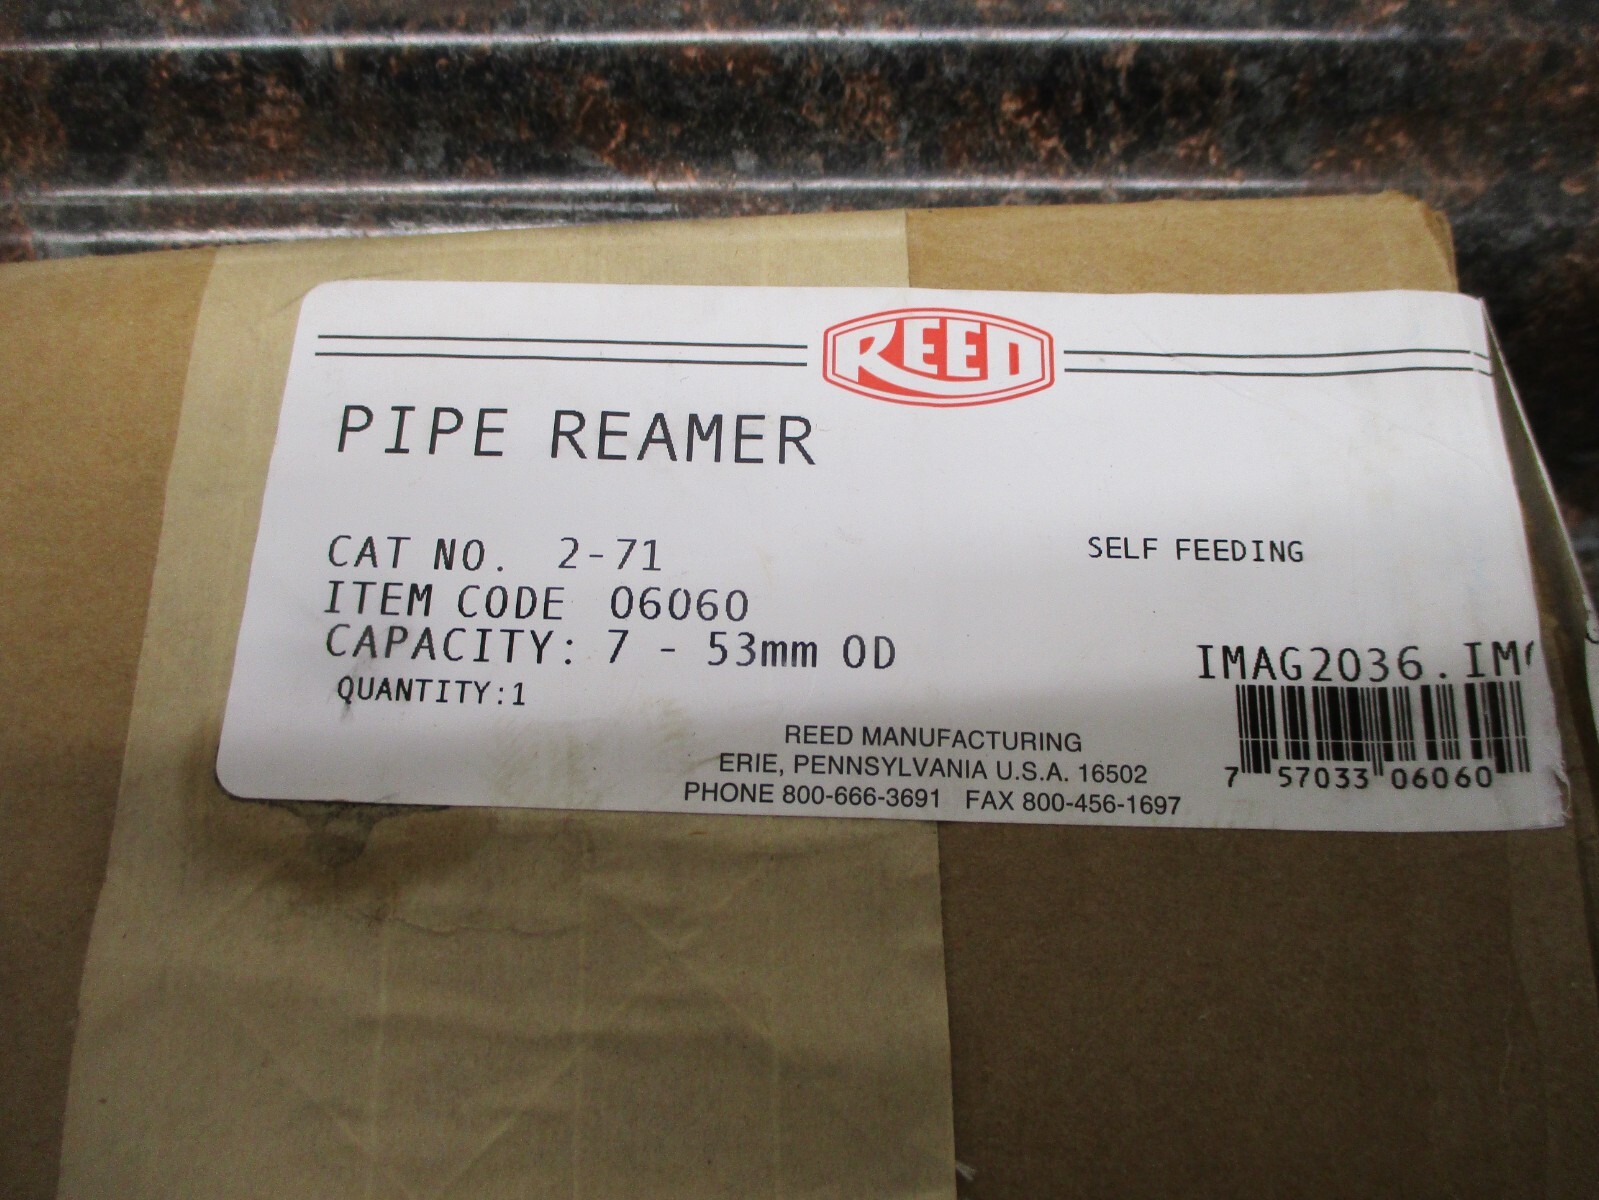 REED
PIPE REAMER
CAT NO. 2-71
SELF FEEDING
ITEM CODE 06060
CAPACITY: 7 - 53mm OD
QUANTITY:1
IMAG2036.IM
REED MANUFACTURING
ERIE, PENNSYLVANIA U.S.A. 16502
PHONE 800-666-3691 FAX 800-456-1697
7 57033 06060